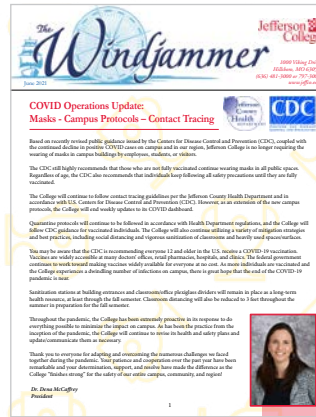 The
Windjammer
Jefferson
College
1000 Viking Drive
June 2021
COVID Operations Update:
Masks - Campus Protocols – Contact Tracing
Jefferson
County
Health
CDC
Based on recently revised public guidance issued by the Centers for Disease Control and Prevention (CDC), coupled with
the continued decline in positive COVID cases on campus and in our region, Jefferson College is no longer requiring the
wearing of masks in campus buildings by employees, students, or visitors.
The CDC still highly recommends that those who are not fully vaccinated continue wearing masks in all public spaces.
Regardless of age, the CDC also recommends that individuals keep following all safety precautions until they are fully
vaccinated.
The College will continue to follow contact tracing guidelines per the Jefferson County Health Department and in
accordance with U.S. Centers for Disease Control and Prevention (CDC). However, as an extension of the new campus
protocols, the College will end weekly updates to its COVID dashboard.
Quarantine protocols will continue to be followed in accordance with Health Department regulations, and the College will
follow CDC guidance for vaccinated individuals. The College will also continue utilizing a variety of mitigation strategies
and best practices, including social distancing and vigorous sanitization of classrooms and heavily used spaces/surfaces.
You may be aware that the CDC is recommending everyone 12 and older in the U.S. receive a COVID-19 vaccination.
Vaccines are widely accessible at many doctors' offices, retail pharmacies, hospitals, and clinics. The federal government
continues to work toward making vaccines widely available for everyone at no cost. As more individuals are vaccinated and
the College experiences a dwindling number of infections on campus, there is great hope that the end of the COVID-19
pandemic is near.
Sanitization stations at building entrances and classroom/office plexiglass dividers will remain in place as a long-term
health resource, at least through the fall semester. Classroom distancing will also be reduced to 3 feet throughout the
summer in preparation for the fall semester.
Throughout the pandemic, the College has been extremely proactive in its response to do
everything possible to minimize the impact on campus. As has been the practice from the
inception of the pandemic, the College will continue to revise its health and safety plans and
update/communicate them as necessary.
Thank you to everyone for adapting and overcoming the numerous challenges we faced
together during the pandemic. Your patience and cooperation over the past year have been
remarkable and your determination, support, and resolve have made the difference as the
College "finishes strong" for the safety of our entire campus, community, and region!
Dr. Dena McCaffrey
President
1